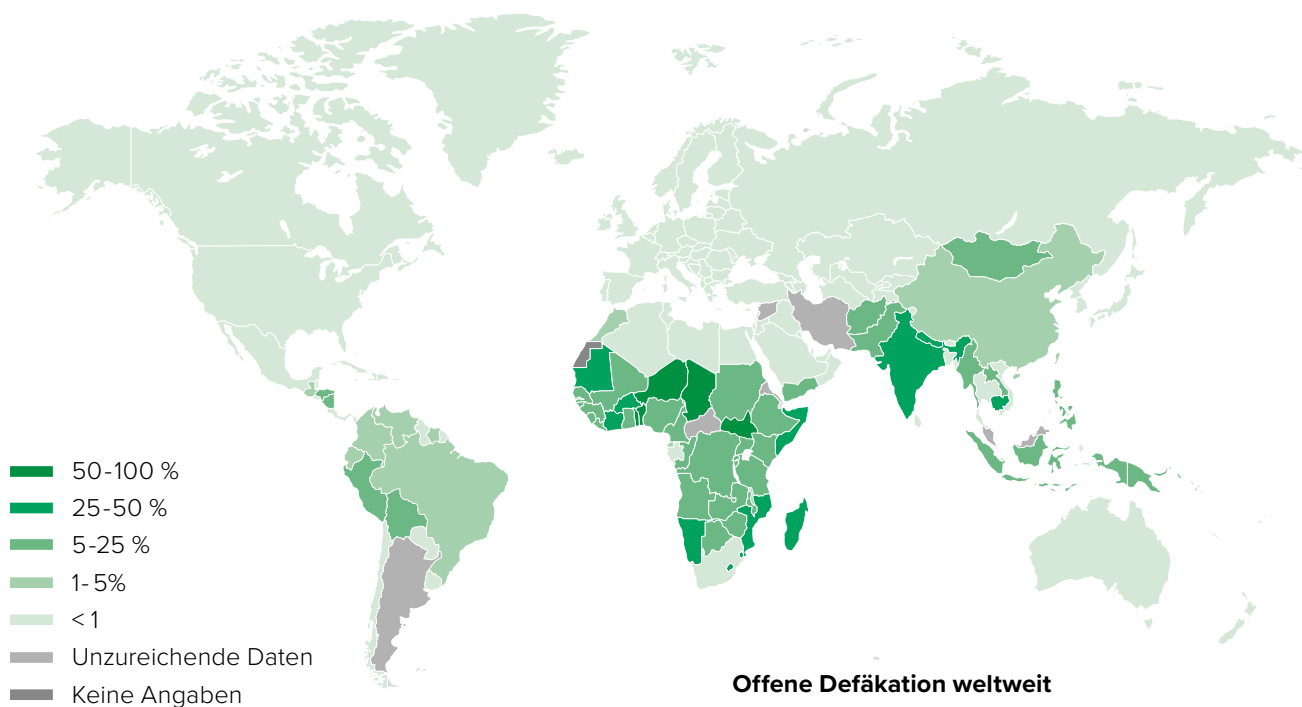 50-100 %
25-50 %
5-25 %
1-5%
< 1
Unzureichende Daten
Keine Angaben
Offene Defäkation weltweit